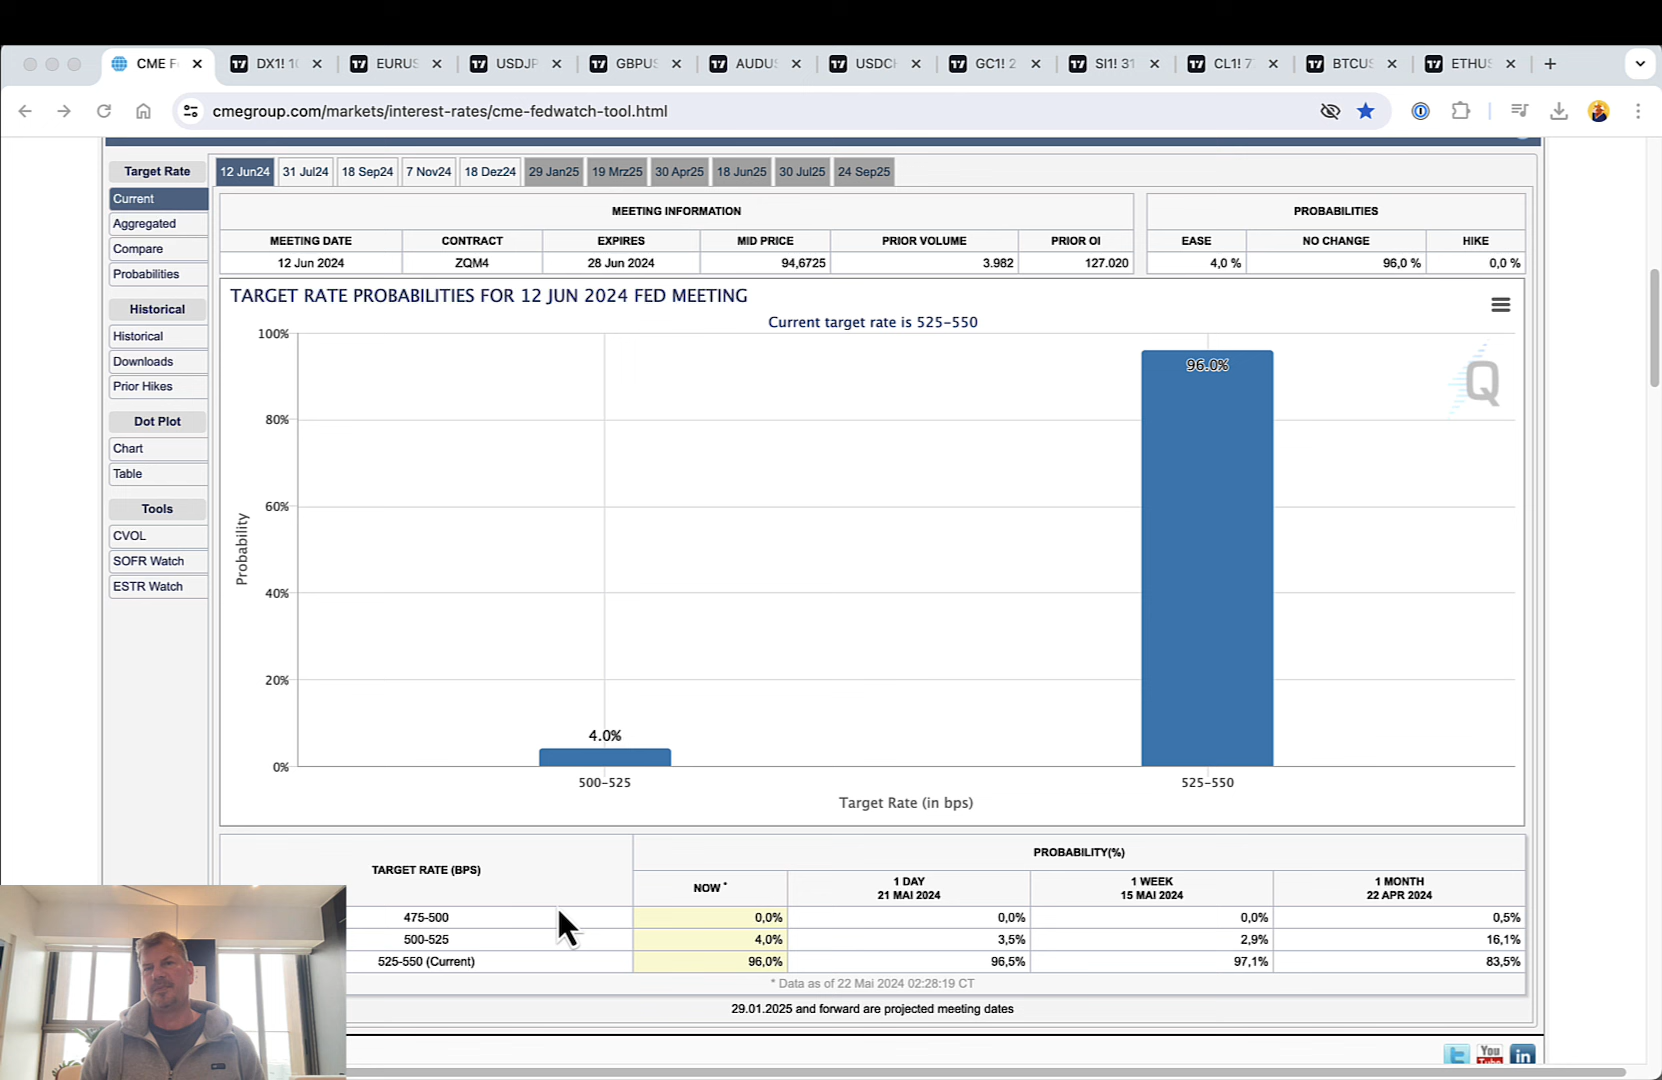 CME F
DX1! 10
EURUS
USDJP
GBPUS
AUDUS
USDCH
GC1! 2
SI1! 31
CL1! 7
BTCUS
ETHUS
cmegroup.com/markets/interest-rates/cme-fedwatch-tool.html
Target Rate
Current
Aggregated
Compare
Probabilities
Historical
Historical
Downloads
Prior Hikes
Dot Plot
Chart
Table
Tools
CVOL
SOFR Watch
ESTR Watch
12 Jun24 31 Jul24 18 Sep24 7 Nov24 18 Dez24 29 Jan25 19 Mrz25 30 Apr25 18 Jun25 30 Jul25 24 Sep25
MEETING INFORMATION
MEETING DATE CONTRACT EXPIRES MID PRICE PRIOR VOLUME PRIOR OI
12 Jun 2024 ZQM4 28 Jun 2024 94,6725 3.982 127.020
PROBABILITIES
EASE NO CHANGE HIKE
4,0 % 96,0 % 0,0 %
TARGET RATE PROBABILITIES FOR 12 JUN 2024 FED MEETING
Current target rate is 525-550
Probability
100%
80%
60%
40%
20%
0%
4.0%
96.0%
Q
500-525
525-550
Target Rate (in bps)
TARGET RATE (BPS)
PROBABILITY(%)
NOW *
1 DAY
21 MAI 2024
1 WEEK
15 MAI 2024
1 MONTH
22 APR 2024
475-500 0,0% 0,0% 0,0% 0,5%
500-525 4,0% 3,5% 2,9% 16,1%
525-550 (Current) 96,0% 96,5% 97,1% 83,5%
* Data as of 22 Mai 2024 02:28:19 CT
29.01.2025 and forward are projected meeting dates
You
in